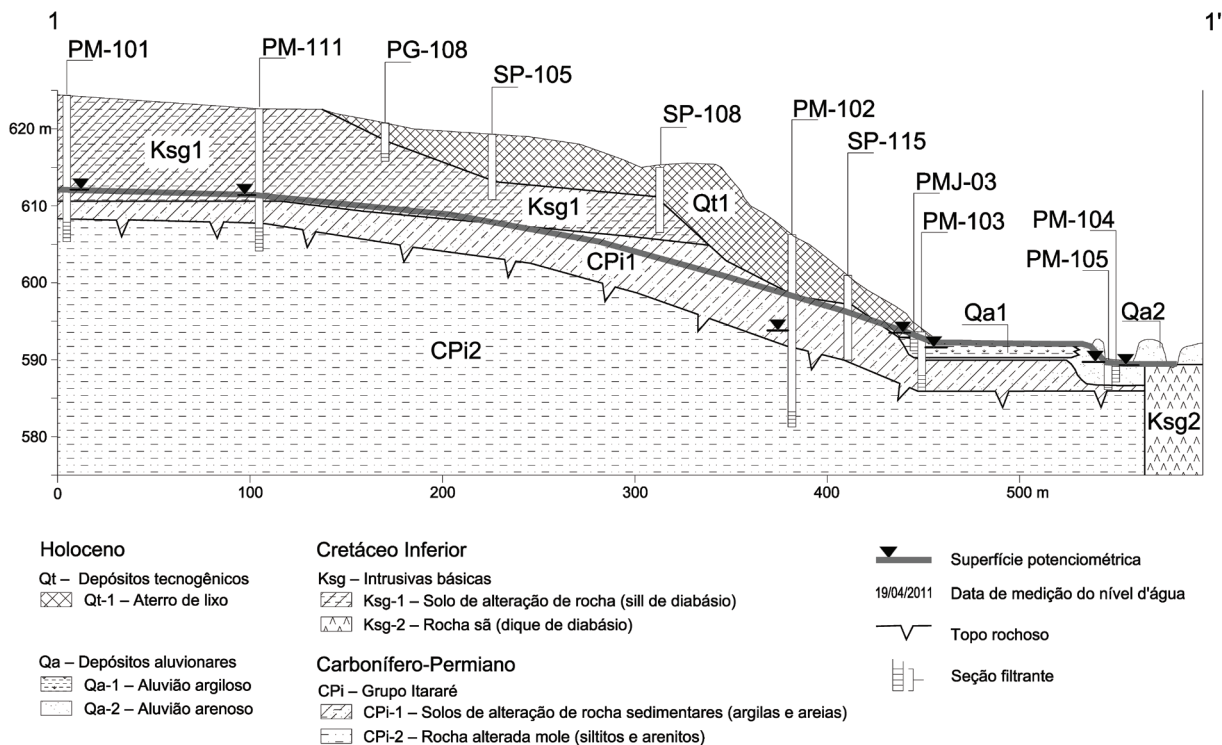 1
1'
PM-101
PM-111
PG-108
SP-105
SP-108
PM-102
SP-115
PMJ-03
PM-103
PM-104
PM-105
620 m
610
600
590
580
Ksg1
Ksg1
Qt1
CPi1
CPi2
Qa1
Qa2
Ksg2
0
100
200
300
400
500 m
Holoceno
Qt – Depósitos tecnogênicos
Qt-1 – Aterro de lixo
Qa – Depósitos aluvionares
Qa-1 – Aluvião argiloso
Qa-2 – Aluvião arenoso
Cretáceo Inferior
Ksg – Intrusivas básicas
Ksg-1 – Solo de alteração de rocha (sill de diabásio)
Ksg-2 – Rocha sã (dique de diabásio)
Carbonífero-Permiano
CPi – Grupo Itararé
CPi-1 – Solos de alteração de rocha sedimentares (argilas e areias)
CPi-2 – Rocha alterada mole (siltitos e arenitos)
Superfície potenciométrica
19/04/2011 Data de medição do nível d'água
Topo rochoso
Seção filtrante